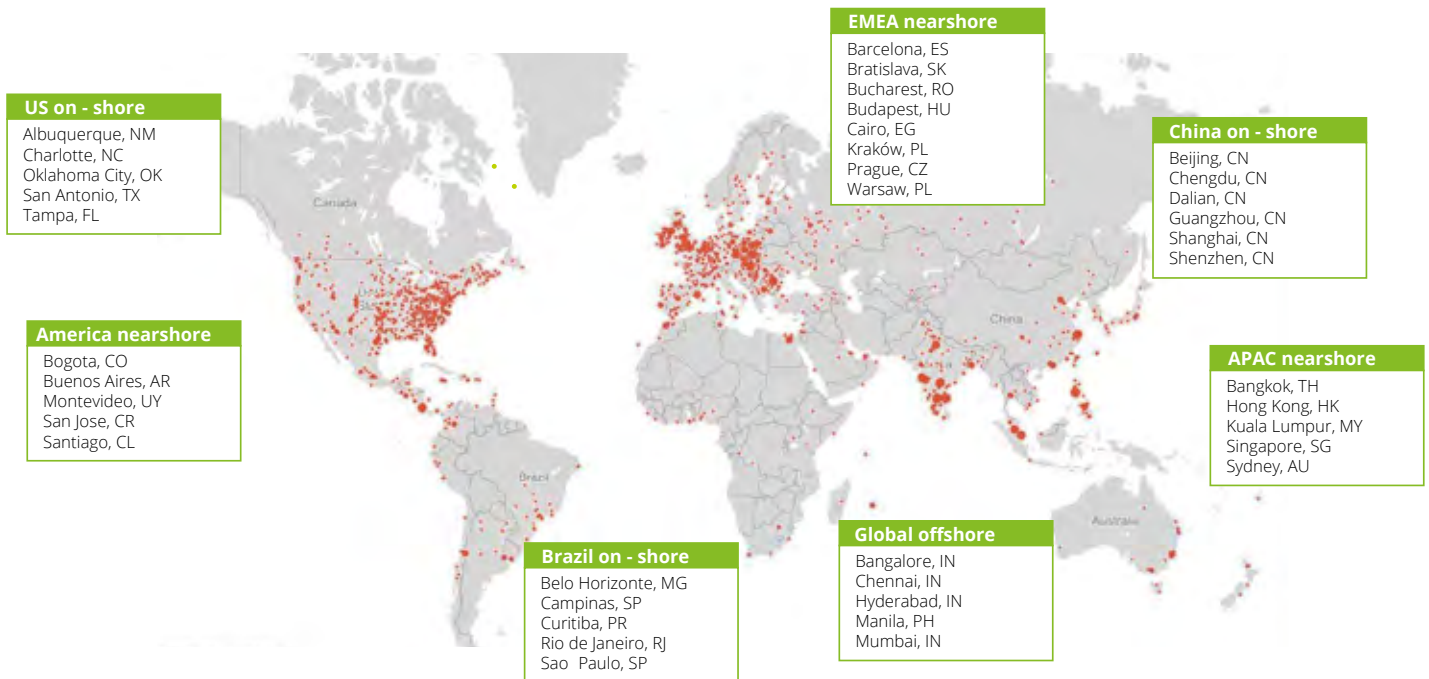 EMEA nearshore
Barcelona, ES
Bratislava, SK
Bucharest, RO
Budapest, HU
Cairo, EG
Kraków, PL
Prague, CZ
Warsaw, PL
US on - shore
Albuquerque, NM
Charlotte, NC
Oklahoma City, OK
San Antonio, TX
Tampa, FL
China on - shore
Beijing, CN
Chengdu, CN
Dalian, CN
Guangzhou, CN
Shanghai, CN
Shenzhen, CN
Canada
China
America nearshore
Bogota, CO
Buenos Aires, AR
Montevideo, UY
San Jose, CR
Santiago, CL
APAC nearshore
Bangkok, TH
Hong Kong, HK
Kuala Lumpur, MY
Singapore, SG
Sydney, AU
Brazil
Australia
Brazil on - shore
Belo Horizonte, MG
Campinas, SP
Curitiba, PR
Rio de Janeiro, RJ
Sao Paulo, SP
Global offshore
Bangalore, IN
Chennai, IN
Hyderabad, IN
Manila, PH
Mumbai, IN